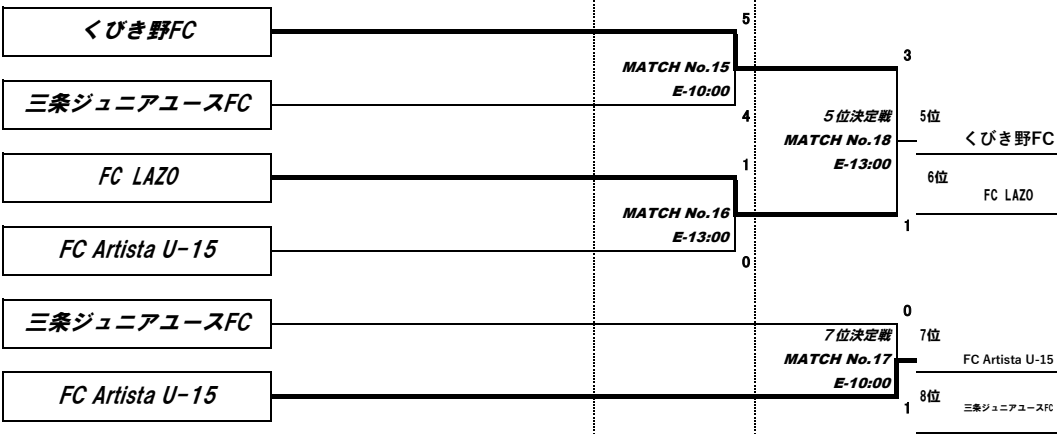 くびき野FC
5
3
MATCH No.15
E-10:00
三条ジュニアユースFC
4
５位決定戦
5位
MATCH No.18
くびき野FC
FC LAZO
1
E-13:00
6位
FC LAZO
MATCH No.16
1
E-13:00
FC Artista U-15
0
三条ジュニアユースFC
0
７位決定戦
7位
MATCH No.17
FC Artista U-15
E-10:00
FC Artista U-15
1
8位
三条ジュニアユースFC